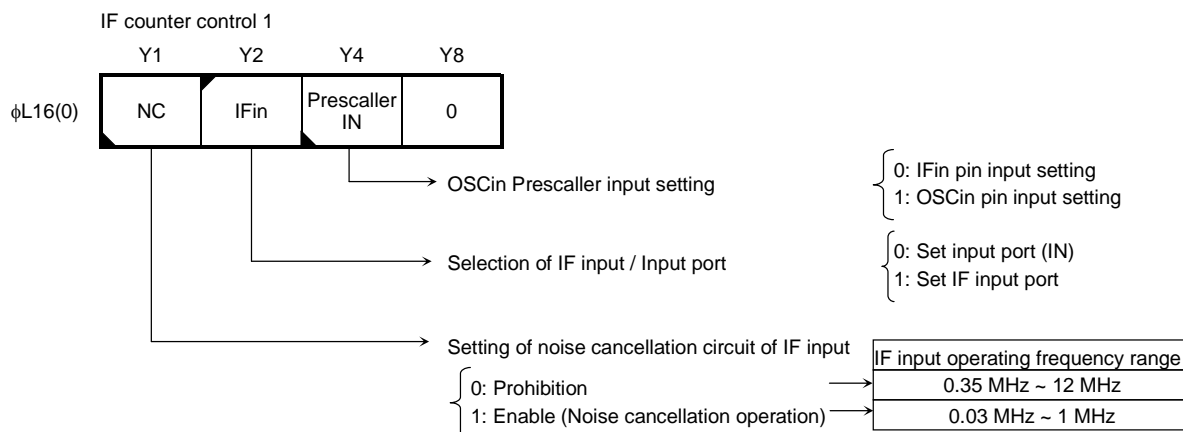 IF counter control 1
Y1 Y2 Y4 Y8
ϕL16(0) NC IFin Prescaller IN 0
OSCin Prescaller input setting
0: IFin pin input setting
1: OSCin pin input setting
Selection of IF input / Input port
0: Set input port (IN)
1: Set IF input port
Setting of noise cancellation circuit of IF input
IF input operating frequency range
0: Prohibition
0.35 MHz ~ 12 MHz
1: Enable (Noise cancellation operation)
0.03 MHz ~ 1 MHz